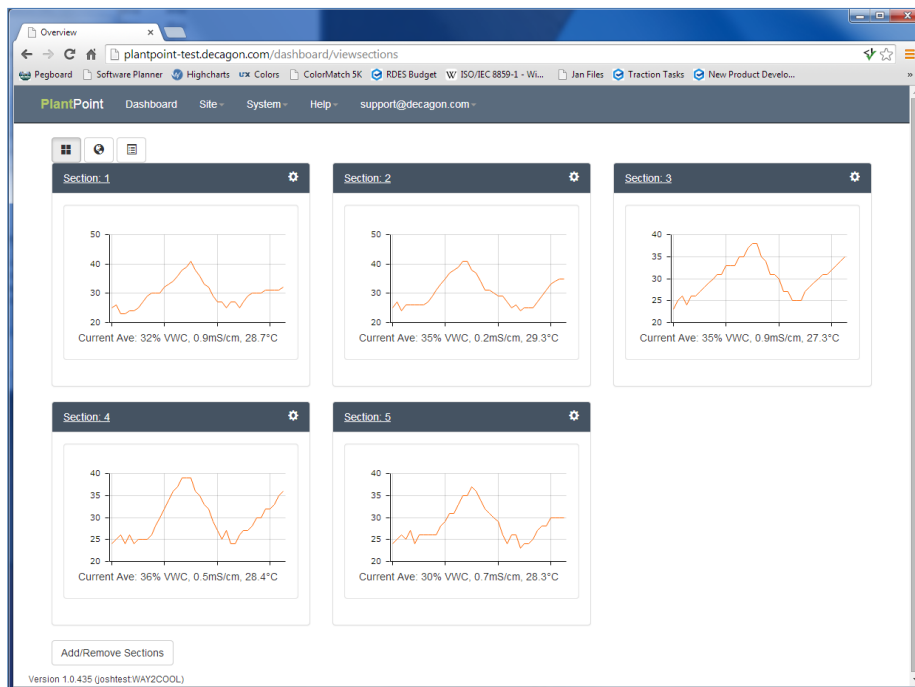 Overview
plantpoint-test.decagon.com/dashboard/viewsections
Pegboard Software Planner Highcharts ux Colors ColorMatch 5K RDES Budget W ISO/IEC 8859-1 - Wi... Jan Files Traction Tasks New Product Develo... »
PlantPoint Dashboard Site System Help support@decagon.com
Section: 1 Section: 2 Section: 3
50 50 40
40 40 35
30 30 30
25
20 20 20
Current Ave: 32% VWC, 0.9mS/cm, 28.7°C Current Ave: 35% VWC, 0.2mS/cm, 29.3°C Current Ave: 35% VWC, 0.9mS/cm, 27.3°C
Section: 4 Section: 5
40 40
35 35
30 30
25 25
20 20
Current Ave: 36% VWC, 0.5mS/cm, 28.4°C Current Ave: 30% VWC, 0.7mS/cm, 28.3°C
Add/Remove Sections
Version 1.0.435 (joshtest:WAY2COOL)